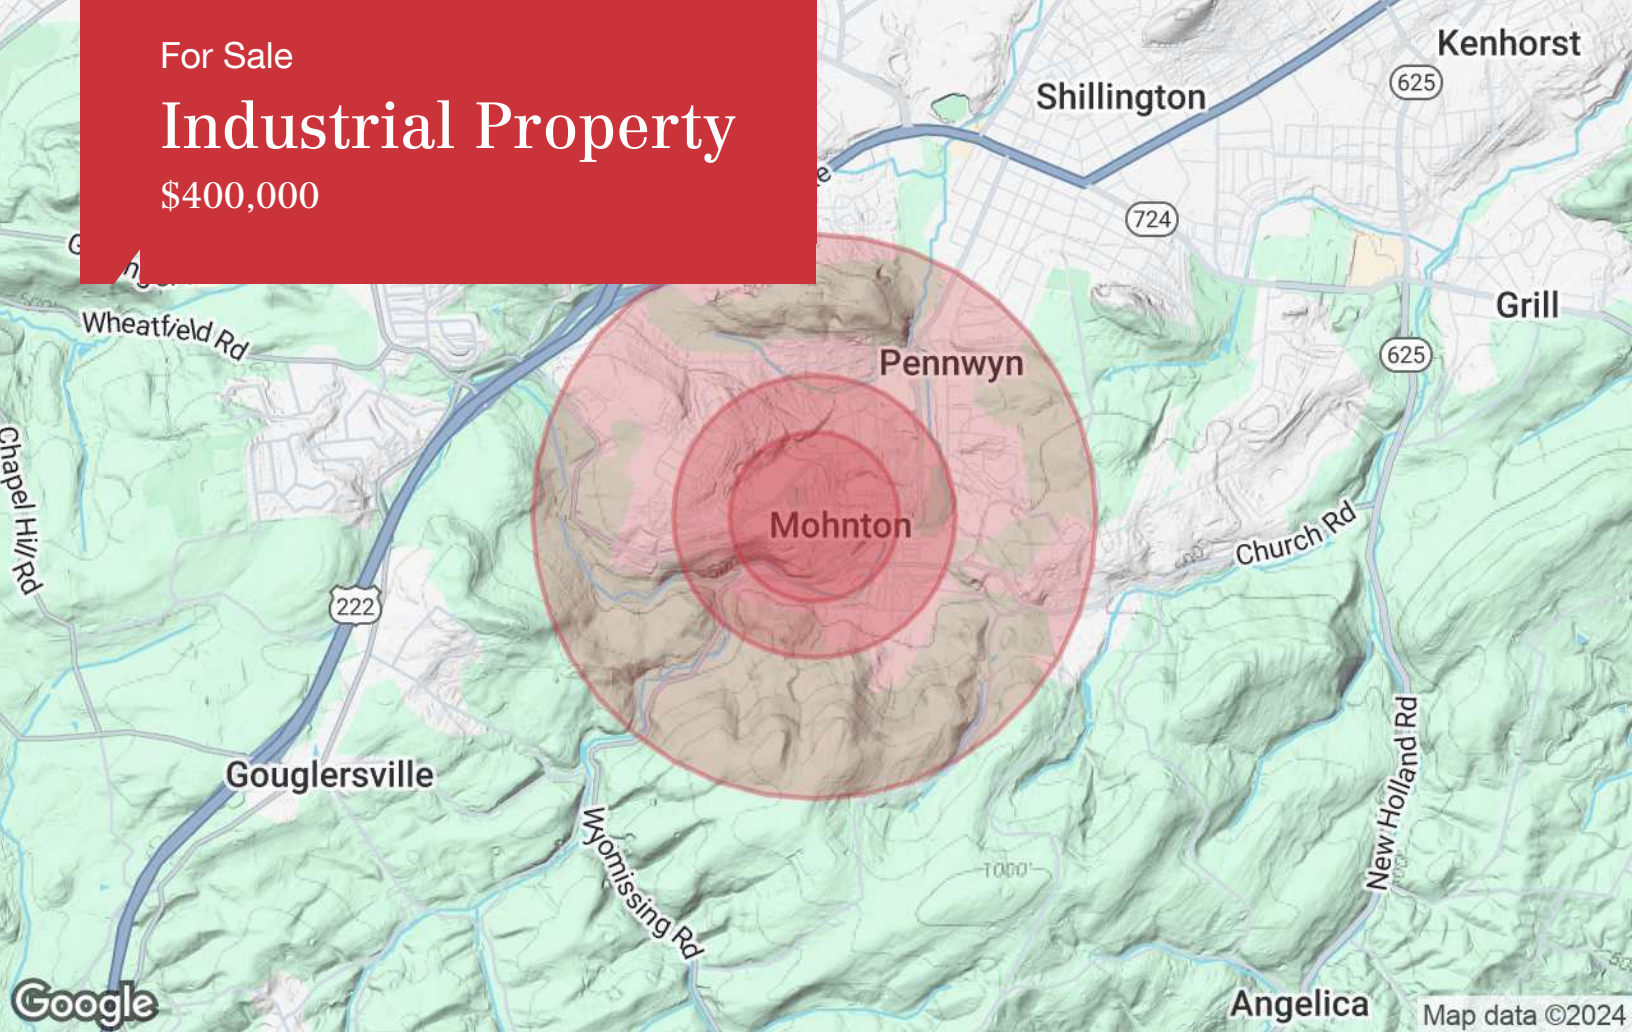 For Sale
Industrial Property
$400,000
Kenhorst
625
Shillington
724
Grill
Wheatfield Rd
625
Pennwyn
Chapel Hill Rd
Mohnton
Church Rd
222
Gouglersville
New Holland Rd
Wyomissing Rd
1000'
Angelica
Google
Map data ©2024